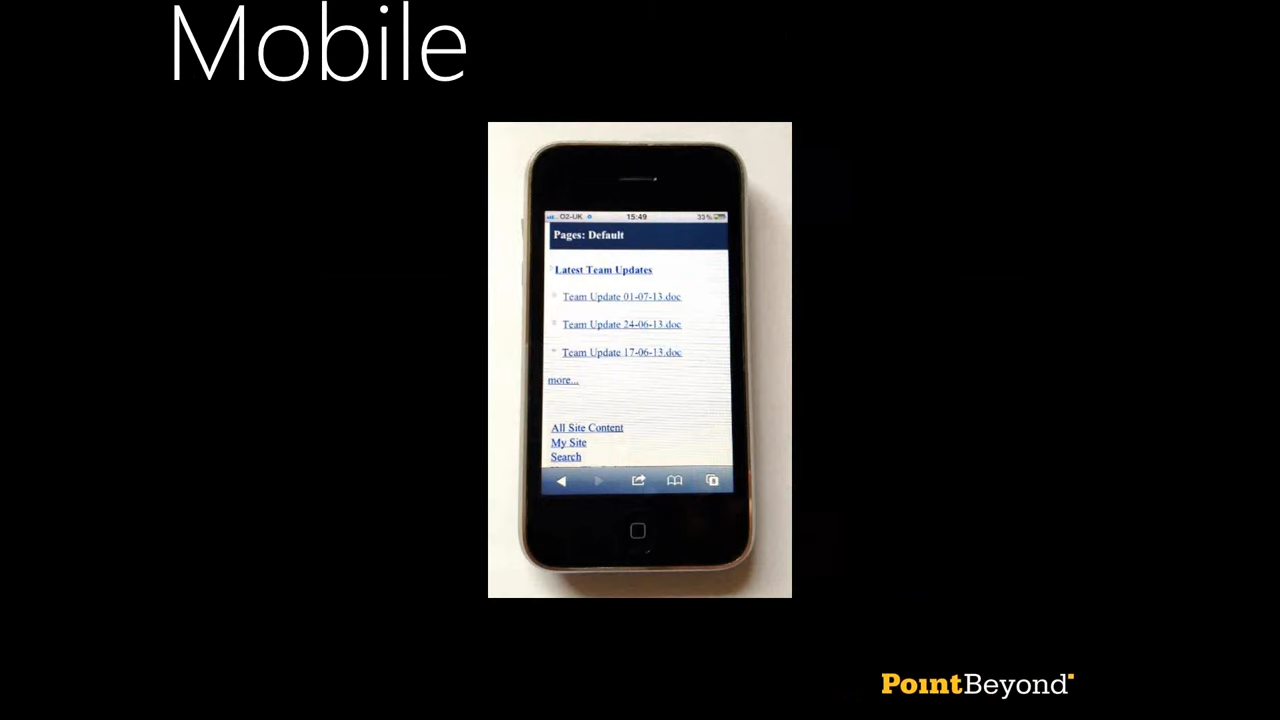 Mobile
O2-UK 15:49 33%
Pages: Default
Latest Team Updates
Team Update 01-07-13.doc
Team Update 24-06-13.doc
Team Update 17-06-13.doc
more...
All Site Content
My Site
Search
PointBeyond